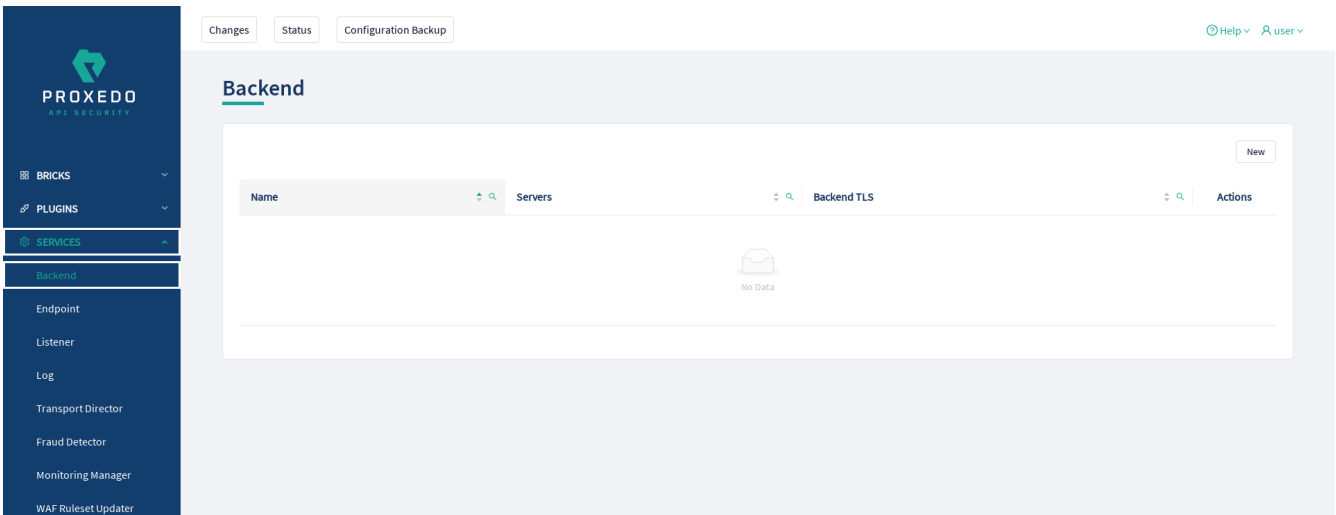 Changes Status Configuration Backup Help user
PROXEDO
API SECURITY
BRICKS
PLUGINS
SERVICES
Backend
Endpoint
Listener
Log
Transport Director
Fraud Detector
Monitoring Manager
WAF Ruleset Updater
Backend
New
Name Servers Backend TLS Actions
No Data